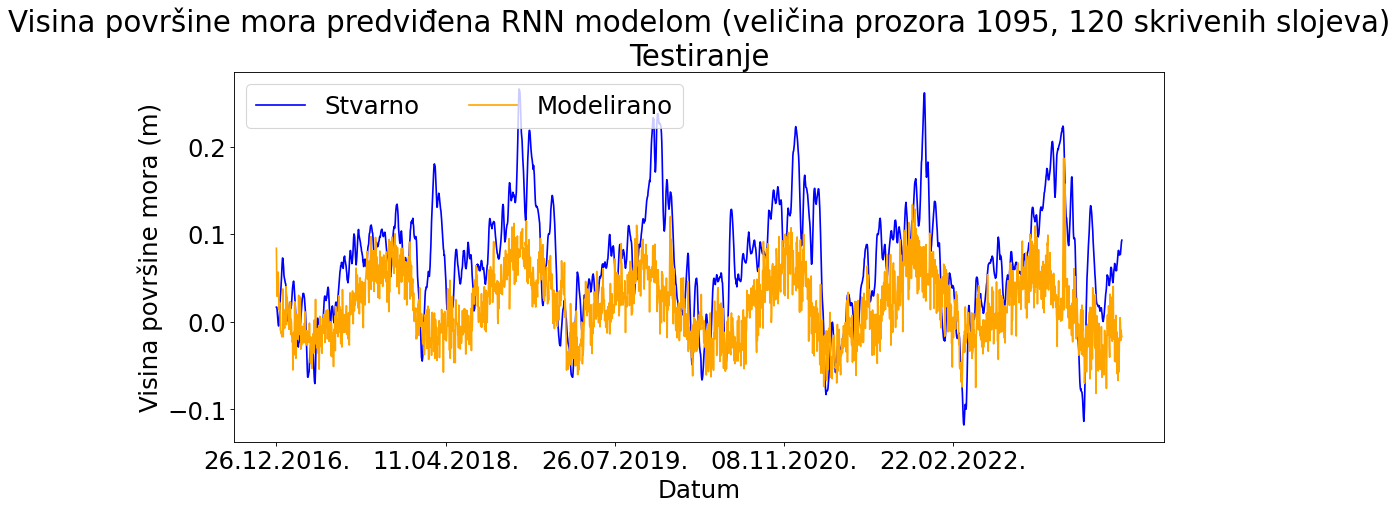 Visina površine mora predviđena RNN modelom (veličina prozora 1095, 120 skrivenih slojeva)
Testiranje
Stvarno
Modelirano
Visina površine mora (m)
0.2
0.1
0.0
−0.1
26.12.2016.
11.04.2018.
26.07.2019.
08.11.2020.
22.02.2022.
Datum